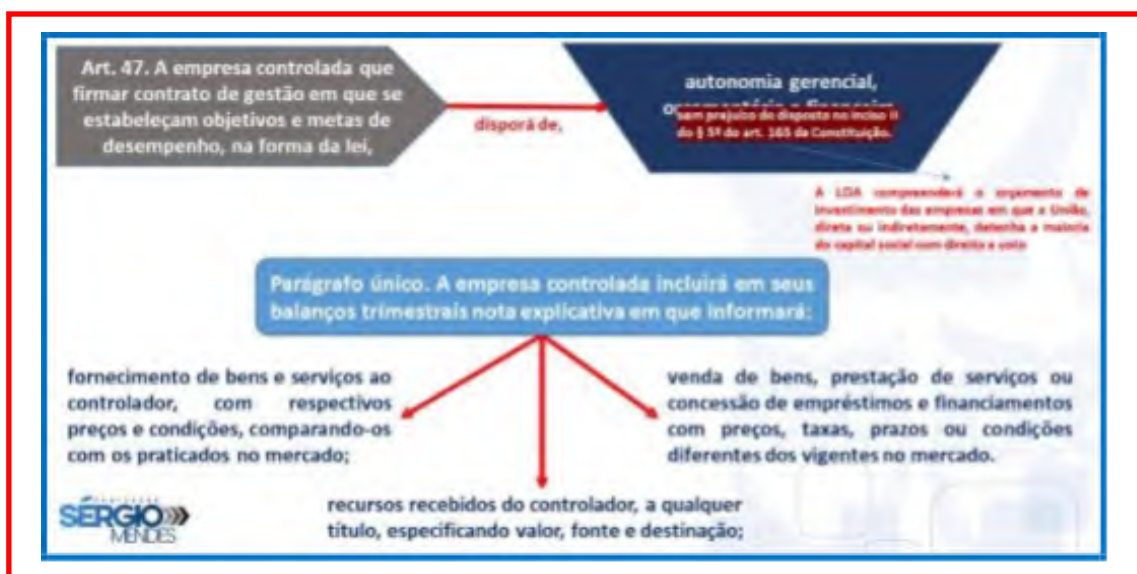 Art. 47. A empresa controlada que
firmar contrato de gestão em que se
estabeleçam objetivos e metas de
desempenho, na forma da lei,
disporá de,
autonomia gerencial,
sem prejuízo do disposto no inciso II
do § 5º do art. 165 da Constituição.
A LOA compreenderá o orçamento de
investimento das empresas em que a União,
direta ou indiretamente, detenha a maioria
do capital social com direito a voto
Parágrafo único. A empresa controlada incluirá em seus
balanços trimestrais nota explicativa em que informará:
fornecimento de bens e serviços ao
controlador, com respectivos
preços e condições, comparando-os
com os praticados no mercado;
venda de bens, prestação de serviços ou
concessão de empréstimos e financiamentos
com preços, taxas, prazos ou condições
diferentes dos vigentes no mercado.
recursos recebidos do controlador, a qualquer
título, especificando valor, fonte e destinação;
SÉRGIO
MENDES